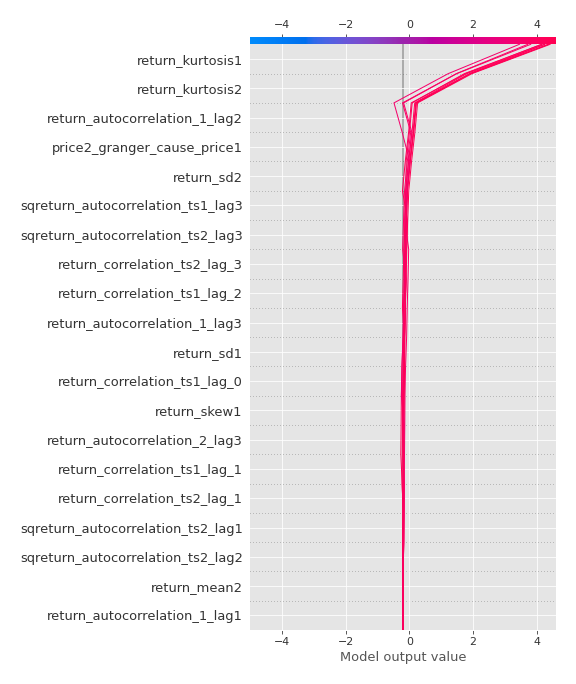 −4 −2 0 2 4
return_kurtosis1
return_kurtosis2
return_autocorrelation_1_lag2
price2_granger_cause_price1
return_sd2
sqreturn_autocorrelation_ts1_lag3
sqreturn_autocorrelation_ts2_lag3
return_correlation_ts2_lag_3
return_correlation_ts1_lag_2
return_autocorrelation_1_lag3
return_sd1
return_correlation_ts1_lag_0
return_skew1
return_autocorrelation_2_lag3
return_correlation_ts1_lag_1
return_correlation_ts2_lag_1
sqreturn_autocorrelation_ts2_lag1
sqreturn_autocorrelation_ts2_lag2
return_mean2
return_autocorrelation_1_lag1
−4 −2 0 2 4
Model output value